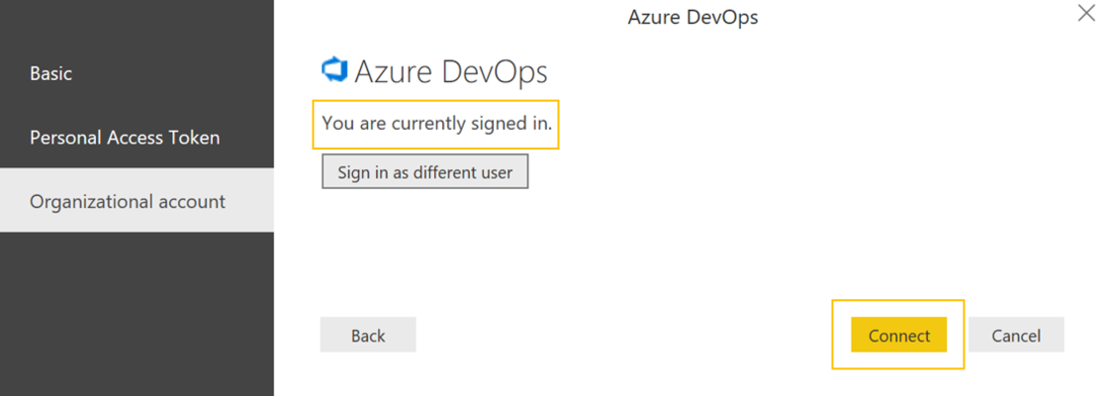 Azure DevOps
Basic
Personal Access Token
Organizational account
Azure DevOps
You are currently signed in.
Sign in as different user
Back
Connect
Cancel